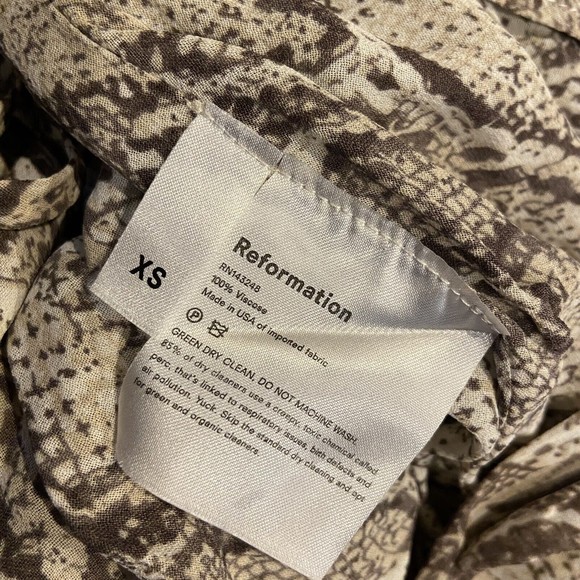 XS
Reformation
RN143248
100% Viscose
Made in USA of imported fabric
P
GREEN DRY CLEAN. DO NOT MACHINE WASH.
85% of dry cleaners use a creepy, toxic chemical called
perc, that's linked to respiratory issues, birth defects and
air pollution. Yuck. Skip the standard dry cleaning and opt
for green and organic cleaners.